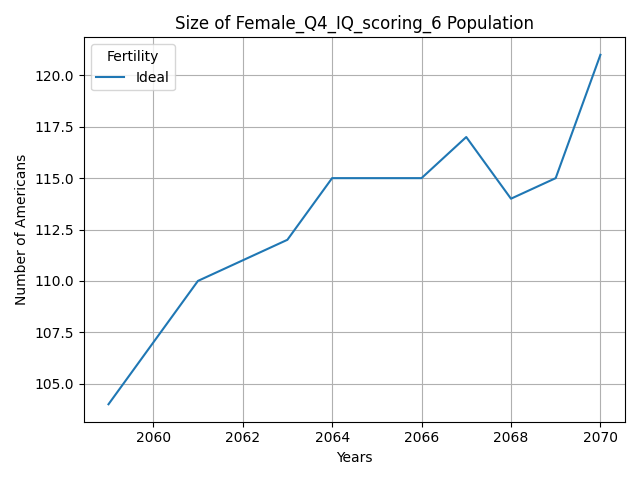 Size of Female_Q4_IQ_scoring_6 Population
Fertility
Ideal
Number of Americans
120.0
117.5
115.0
112.5
110.0
107.5
105.0
2060 2062 2064 2066 2068 2070
Years